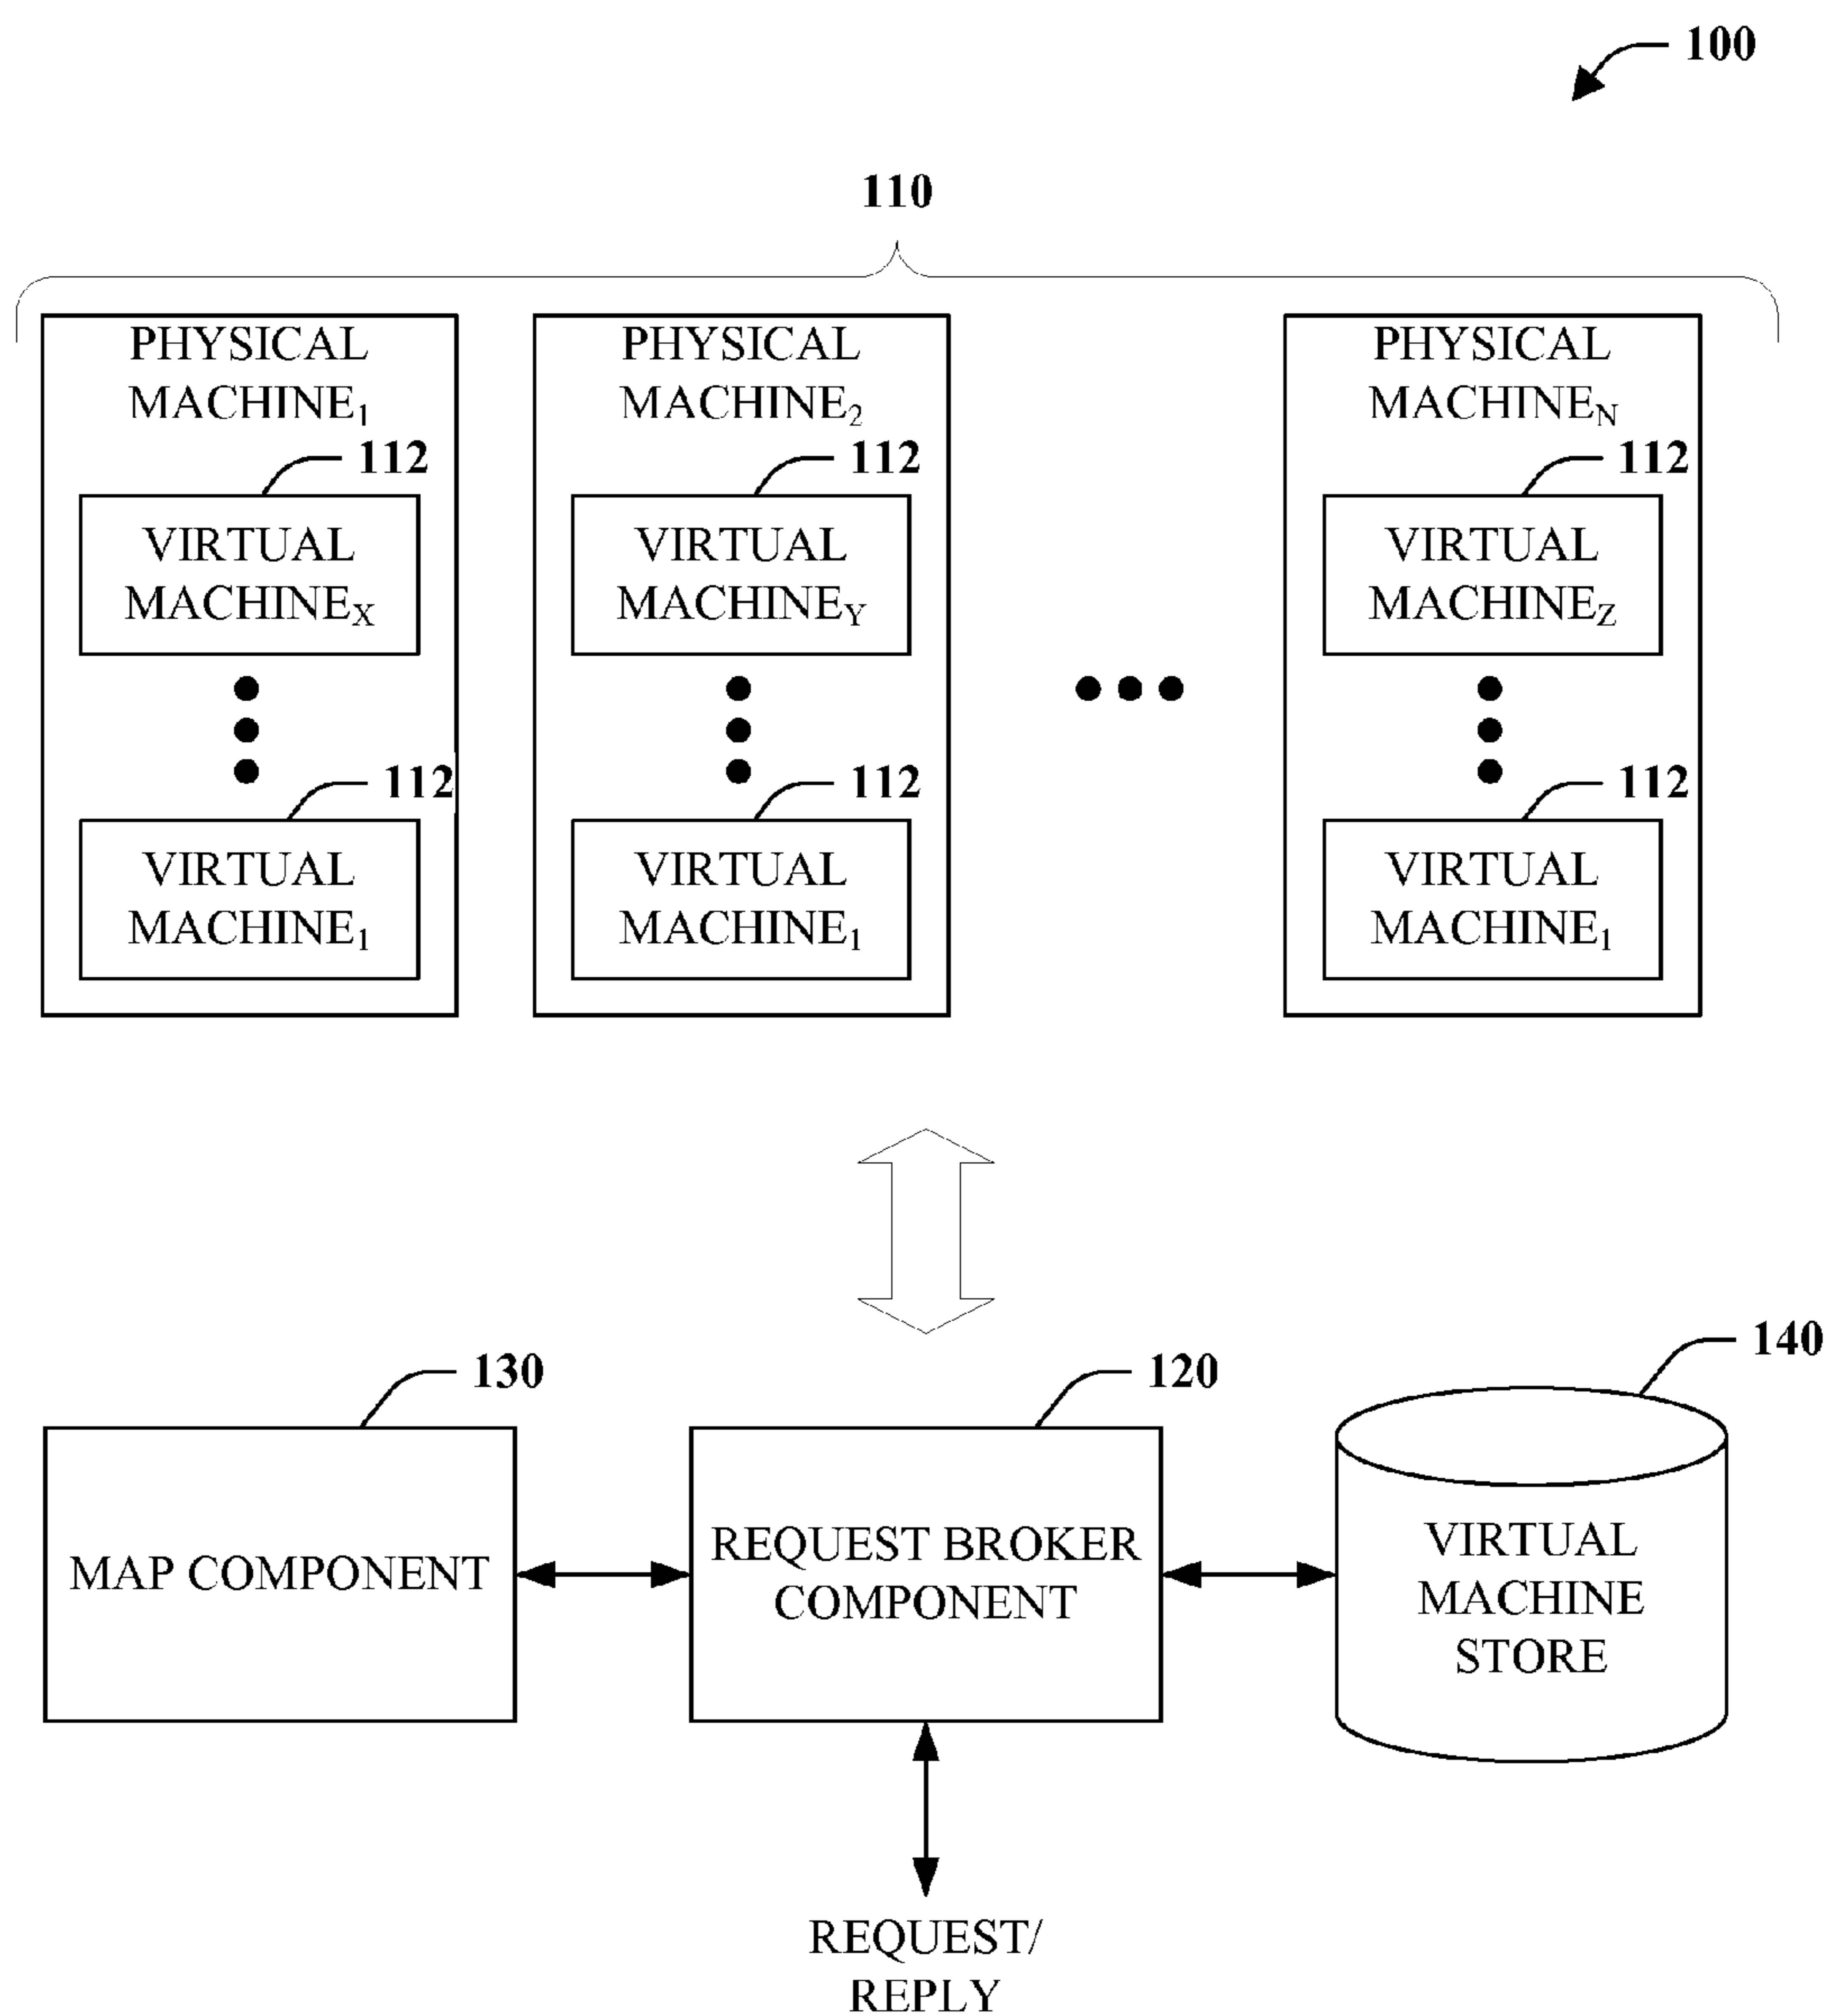 100
110
PHYSICAL
MACHINE₁
112
VIRTUAL
MACHINEX
112
VIRTUAL
MACHINE₁
PHYSICAL
MACHINE₂
112
VIRTUAL
MACHINEY
112
VIRTUAL
MACHINE₁
PHYSICAL
MACHINEN
112
VIRTUAL
MACHINEZ
112
VIRTUAL
MACHINE₁
130
MAP COMPONENT
120
REQUEST BROKER
COMPONENT
140
VIRTUAL
MACHINE
STORE
REQUEST/
REPLY